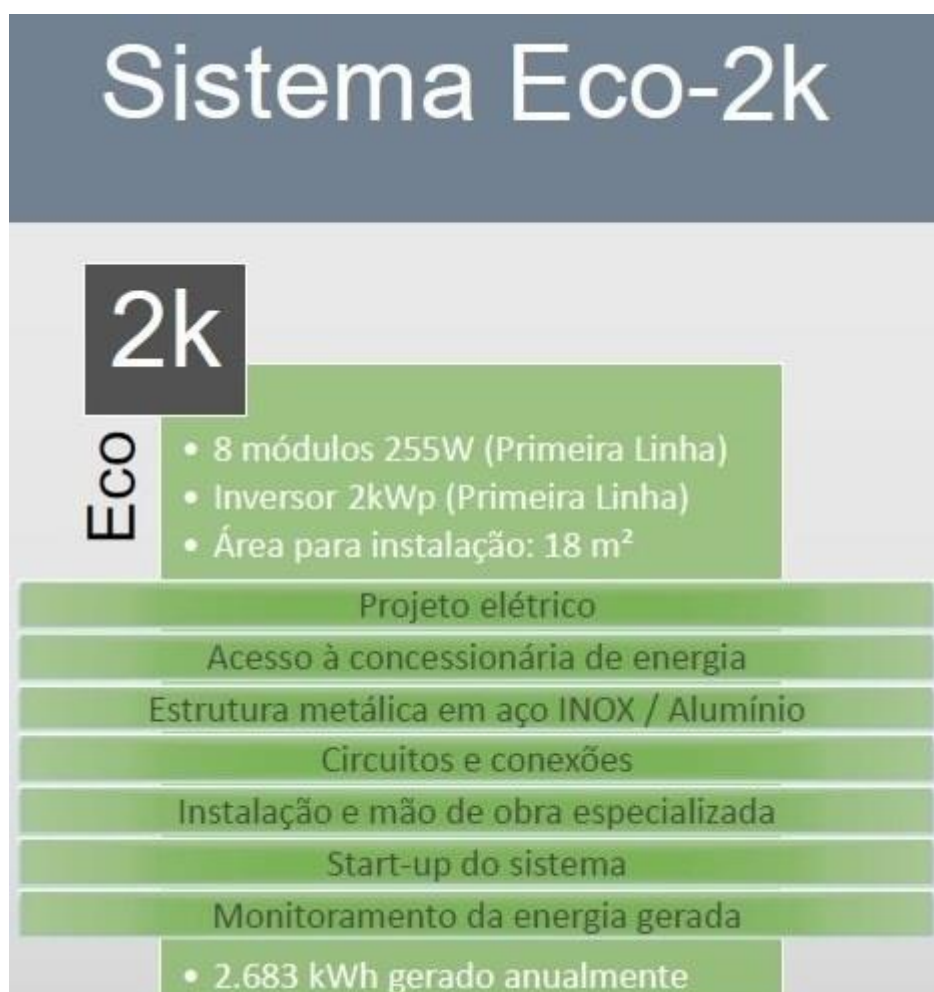 Sistema Eco-2k
2k
Eco
• 8 módulos 255W (Primeira Linha)
• Inversor 2kWp (Primeira Linha)
• Área para instalação: 18 m²
Projeto elétrico
Acesso à concessionária de energia
Estrutura metálica em aço INOX / Alumínio
Circuitos e conexões
Instalação e mão de obra especializada
Start-up do sistema
Monitoramento da energia gerada
• 2.683 kWh gerado anualmente